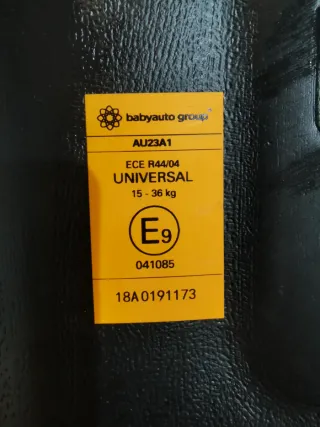 babyauto group
AU23A1
ECE R44/04
UNIVERSAL
15 - 36 kg
E9
041085
18A0191173